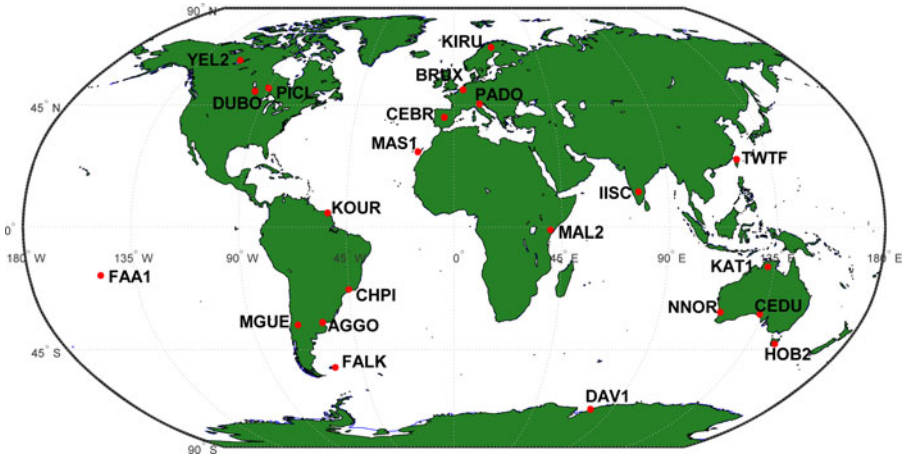 90° N
KIRU
YEL2
BRUX
PICL
PADO
DUBO
45° N
CEBR
MAS1
TWTF
IISC
KOUR
0°
MAL2
180° W
90° W
45° W
0°
45° E
90° E
135° E
180° E
KAT1
FAA1
CHPI
NNOR
CEDU
MGUE
AGGO
45° S
HOB2
FALK
DAV1
90° S